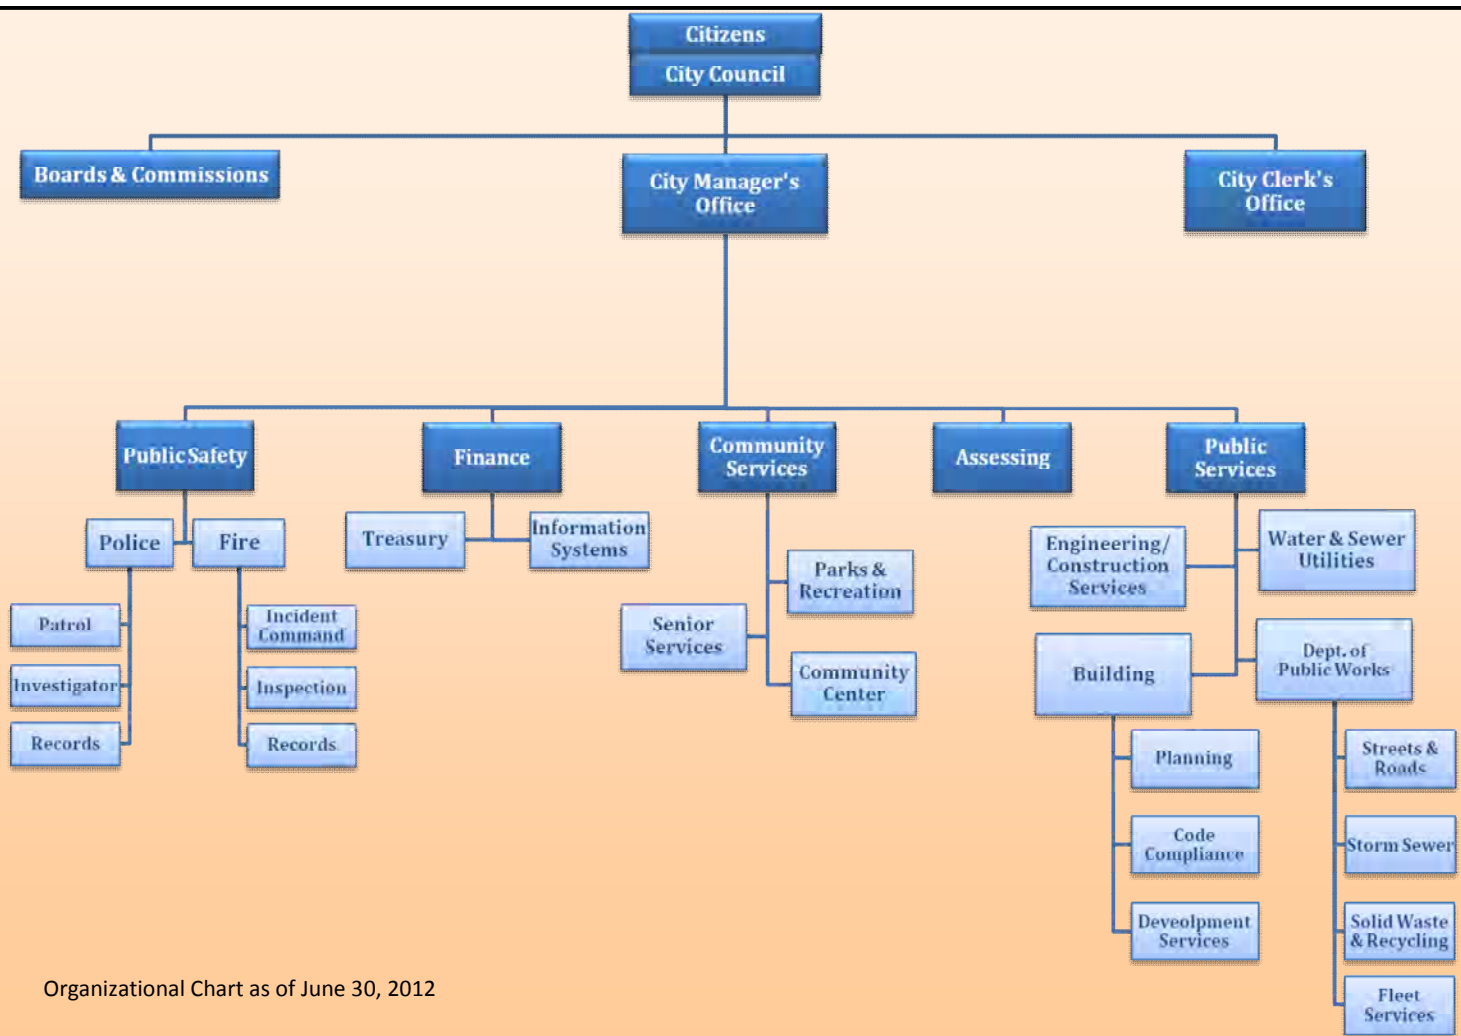 Citizens
City Council
Boards & Commissions
City Manager's
Office
City Clerk's
Office
Public Safety
Finance
Community
Services
Assessing
Public
Services
Police
Fire
Patrol
Investigator
Records
Incident
Command
Inspection
Records
Treasury
Information
Systems
Parks &
Recreation
Senior
Services
Community
Center
Engineering/
Construction
Services
Water & Sewer
Utilities
Building
Dept. of
Public Works
Planning
Code
Compliance
Deveolpment
Services
Streets &
Roads
Storm Sewer
Solid Waste
& Recycling
Fleet
Services
Organizational Chart as of June 30, 2012